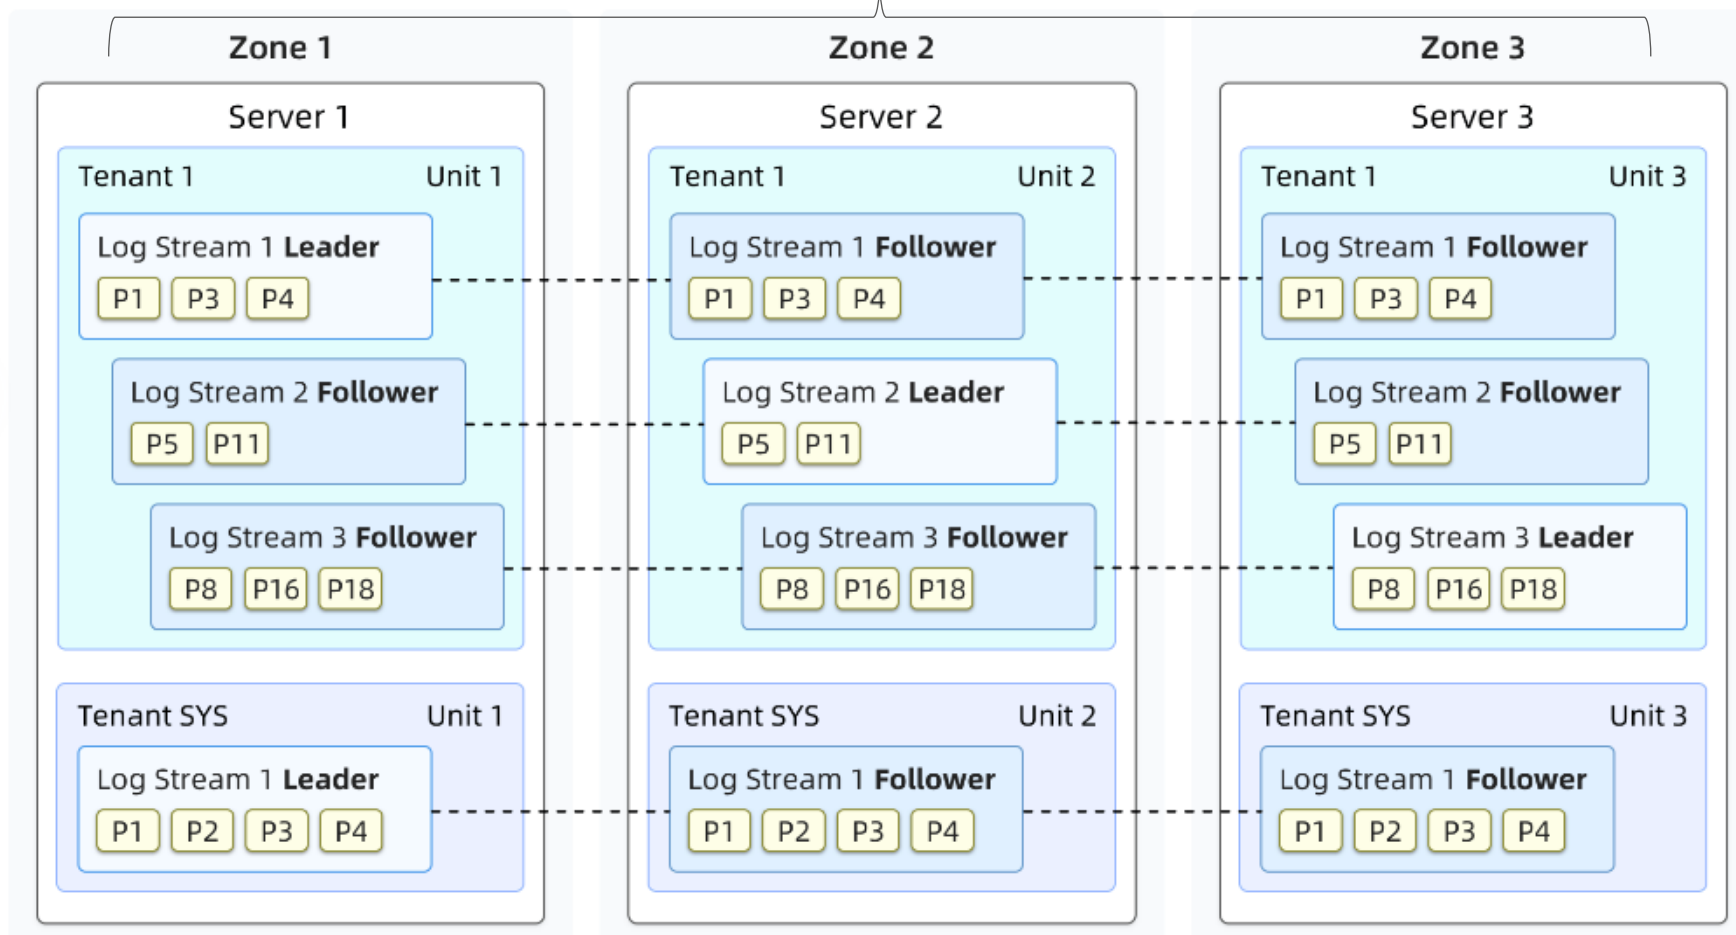 Zone 1
Server 1
Tenant 1 Unit 1
Log Stream 1 Leader
P1 P3 P4
Log Stream 2 Follower
P5 P11
Log Stream 3 Follower
P8 P16 P18
Tenant SYS Unit 1
Log Stream 1 Leader
P1 P2 P3 P4
Zone 2
Server 2
Tenant 1 Unit 2
Log Stream 1 Follower
P1 P3 P4
Log Stream 2 Leader
P5 P11
Log Stream 3 Follower
P8 P16 P18
Tenant SYS Unit 2
Log Stream 1 Follower
P1 P2 P3 P4
Zone 3
Server 3
Tenant 1 Unit 3
Log Stream 1 Follower
P1 P3 P4
Log Stream 2 Follower
P5 P11
Log Stream 3 Leader
P8 P16 P18
Tenant SYS Unit 3
Log Stream 1 Follower
P1 P2 P3 P4